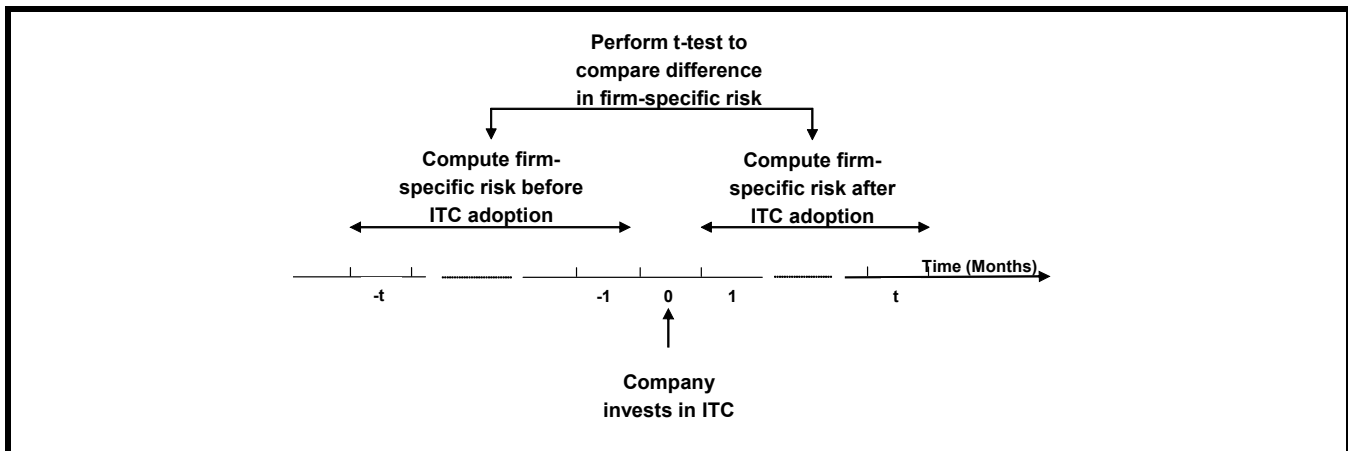 Perform t-test to
compare difference
in firm-specific risk
Compute firm-
specific risk before
ITC adoption
Compute firm-
specific risk after
ITC adoption
Time (Months)
-t
-1
0
1
t
Company
invests in ITC